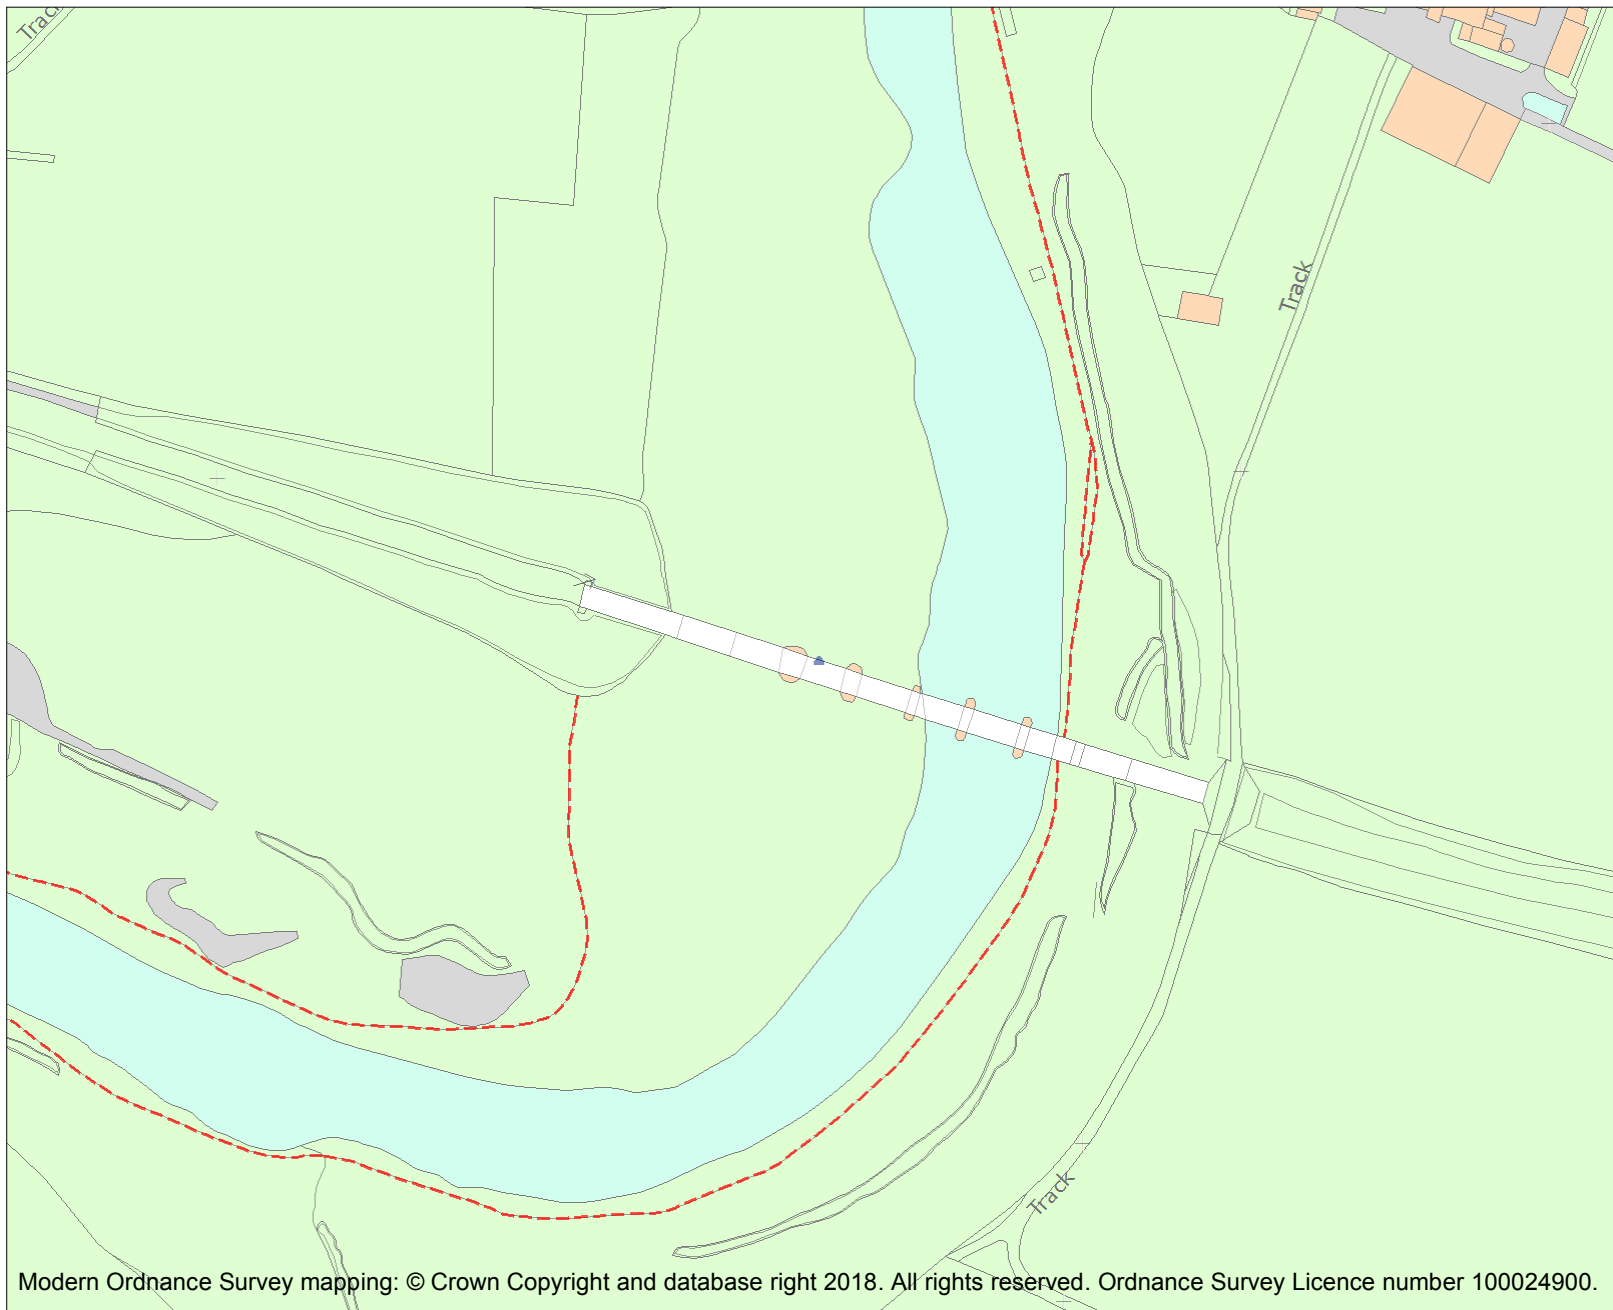 Track
Track
Track
Modern Ordnance Survey mapping: © Crown Copyright and database right 2018. All rights reserved. Ordnance Survey Licence number 100024900.